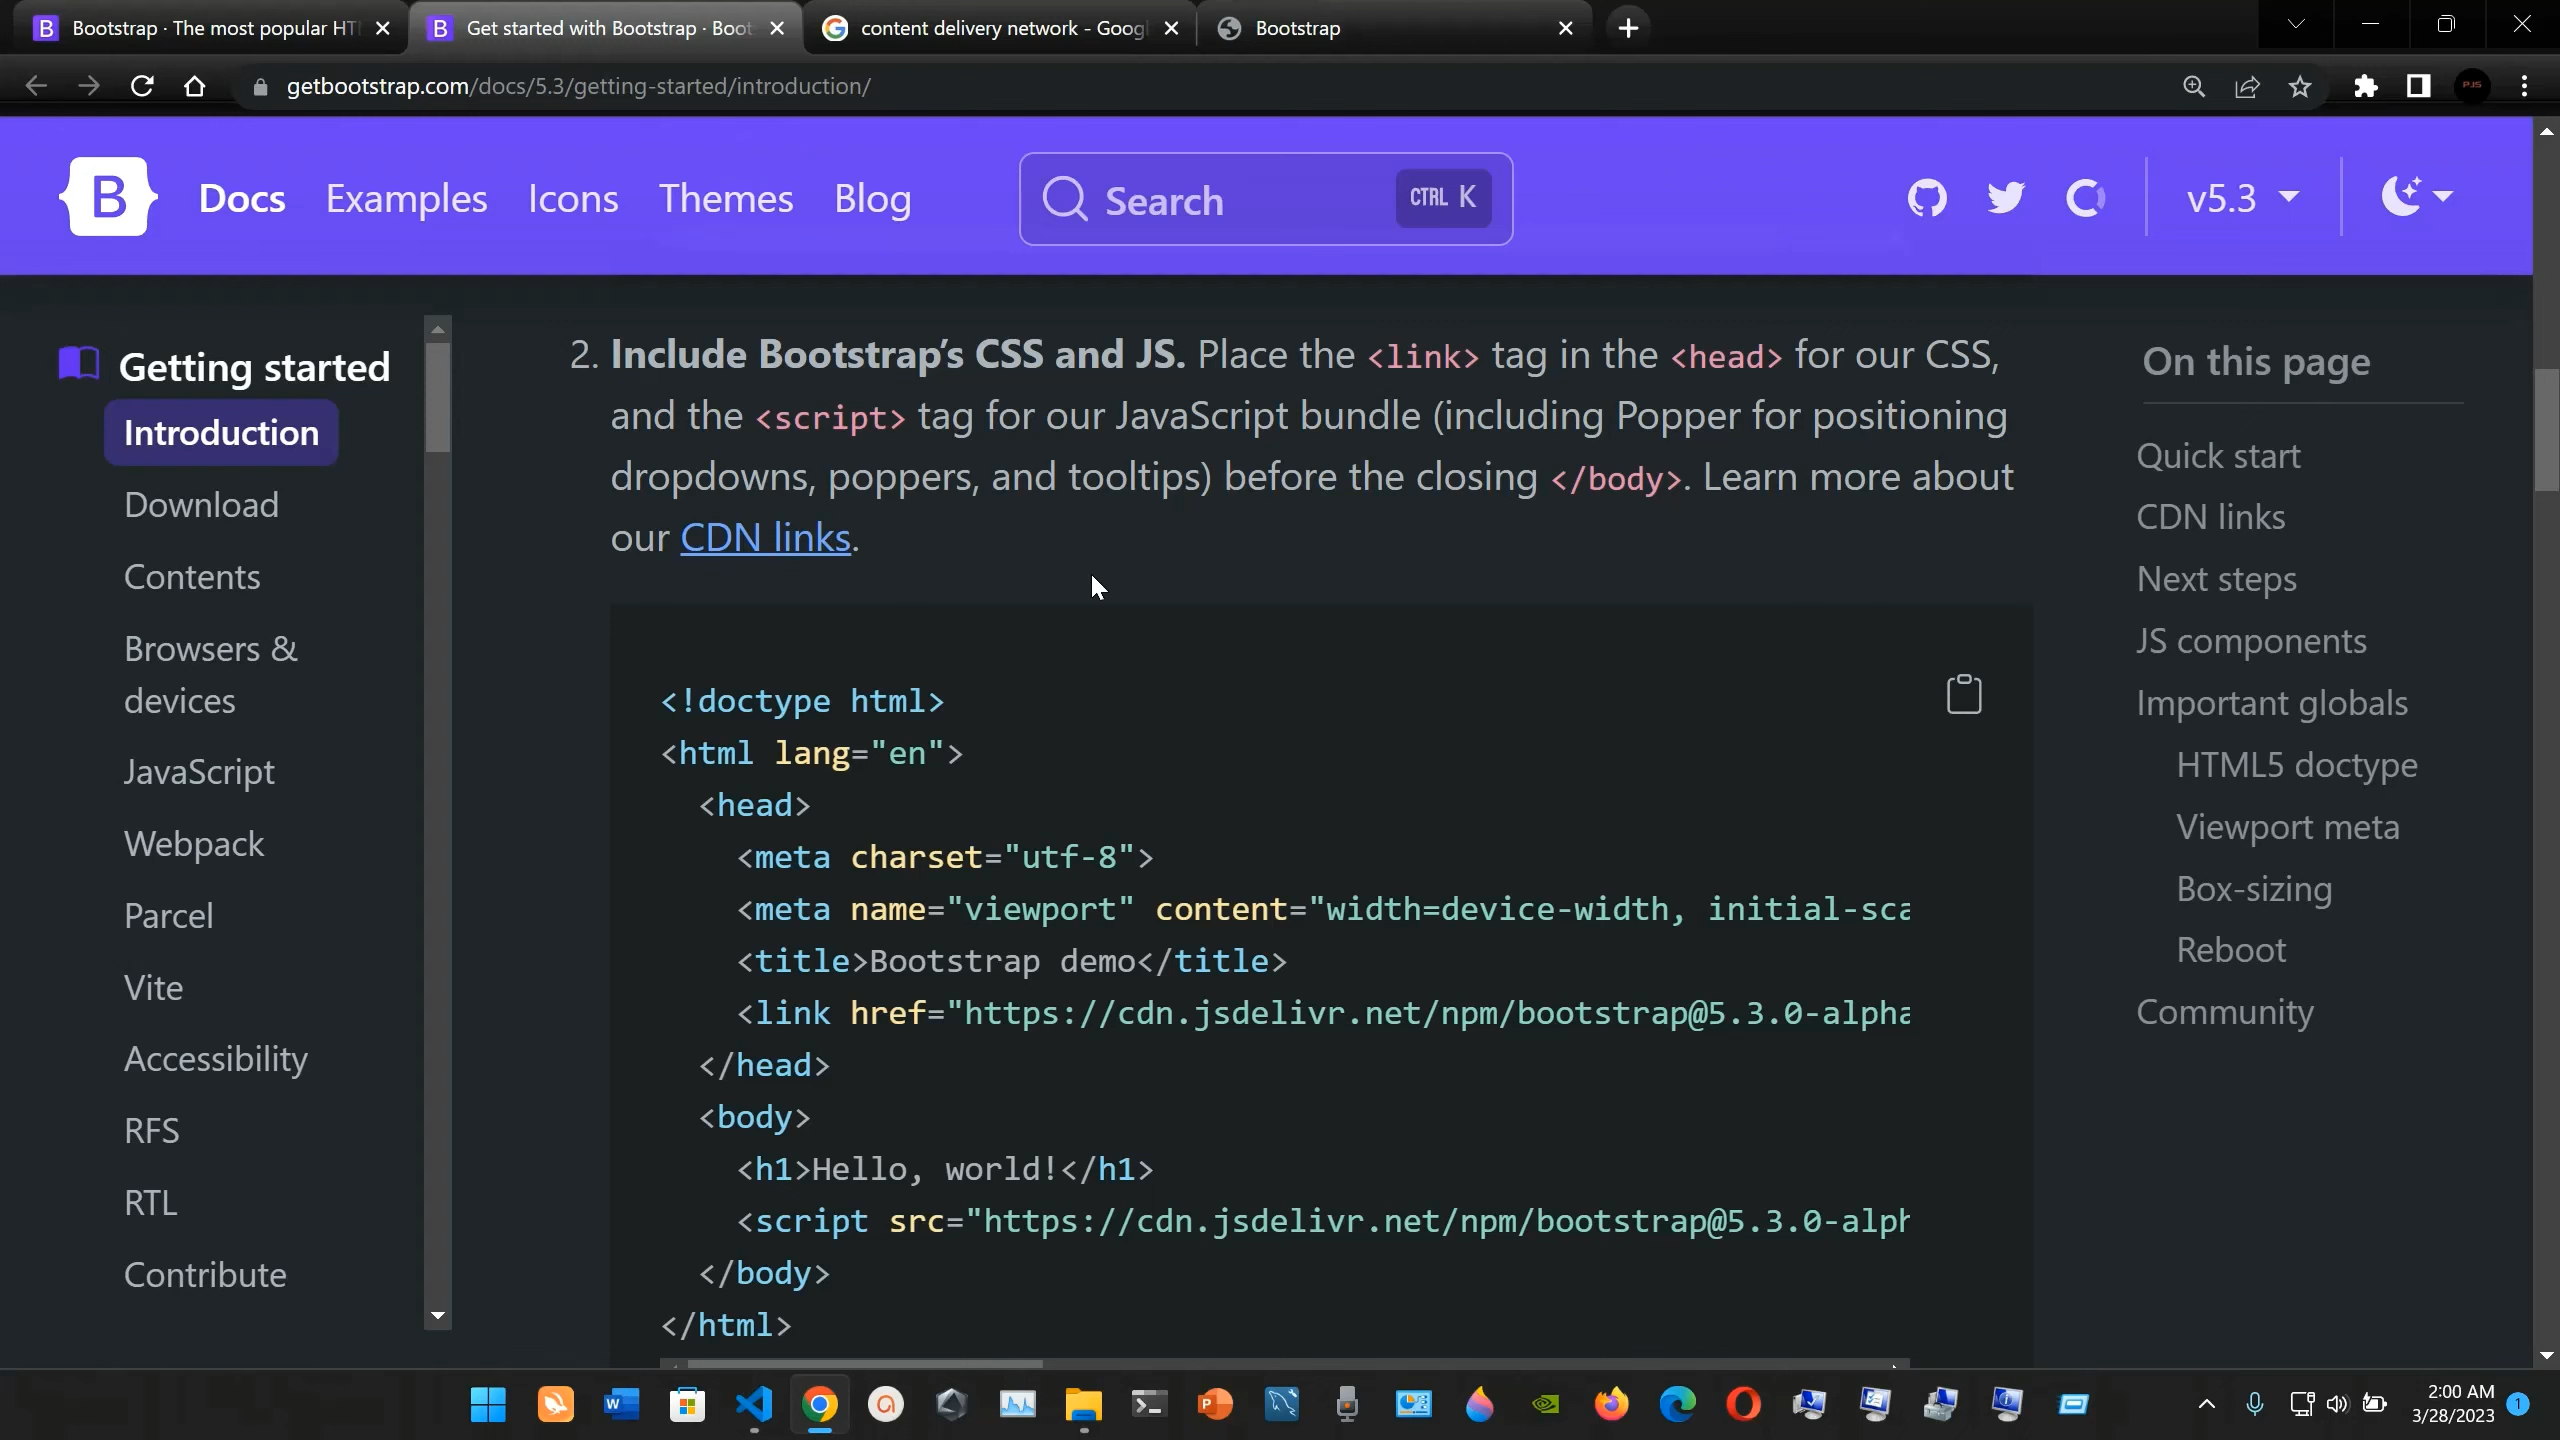 Bootstrap · The most popular HT
Get started with Bootstrap · Boot
content delivery network - Googl
Bootstrap
getbootstrap.com/docs/5.3/getting-started/introduction/
PJS
B
Docs
Examples
Icons
Themes
Blog
Search
CTRL K
v5.3
Getting started
Introduction
Download
Contents
Browsers &
devices
JavaScript
Webpack
Parcel
Vite
Accessibility
RFS
RTL
Contribute
2. Include Bootstrap’s CSS and JS. Place the <link> tag in the <head> for our CSS,
and the <script> tag for our JavaScript bundle (including Popper for positioning
dropdowns, poppers, and tooltips) before the closing </body>. Learn more about
our CDN links.
<!doctype html>
<html lang="en">
<head>
<meta charset="utf-8">
<meta name="viewport" content="width=device-width, initial-sca
<title>Bootstrap demo</title>
<link href="https://cdn.jsdelivr.net/npm/bootstrap@5.3.0-alpha
</head>
<body>
<h1>Hello, world!</h1>
<script src="https://cdn.jsdelivr.net/npm/bootstrap@5.3.0-alph
</body>
</html>
On this page
Quick start
CDN links
Next steps
JS components
Important globals
HTML5 doctype
Viewport meta
Box-sizing
Reboot
Community
2:00 AM
3/28/2023
1